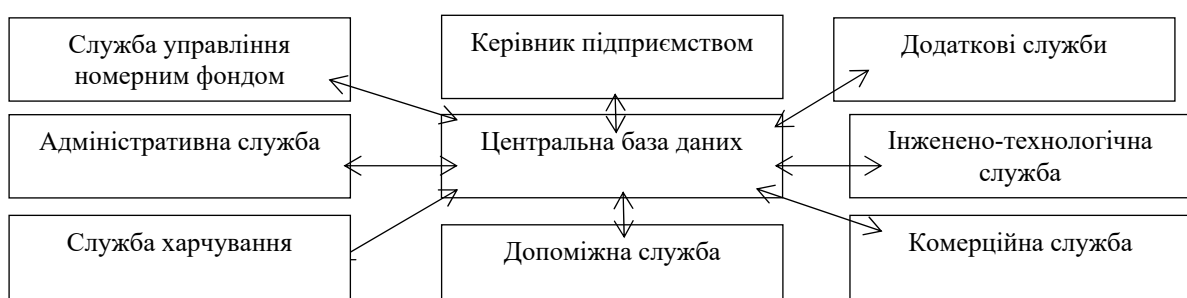 Служба управління
номерним фондом
Керівник підприємством
Додаткові служби
Адміністративна служба
Центральна база даних
Інженено-технологічна
служба
Служба харчування
Допоміжна служба
Комерційна служба